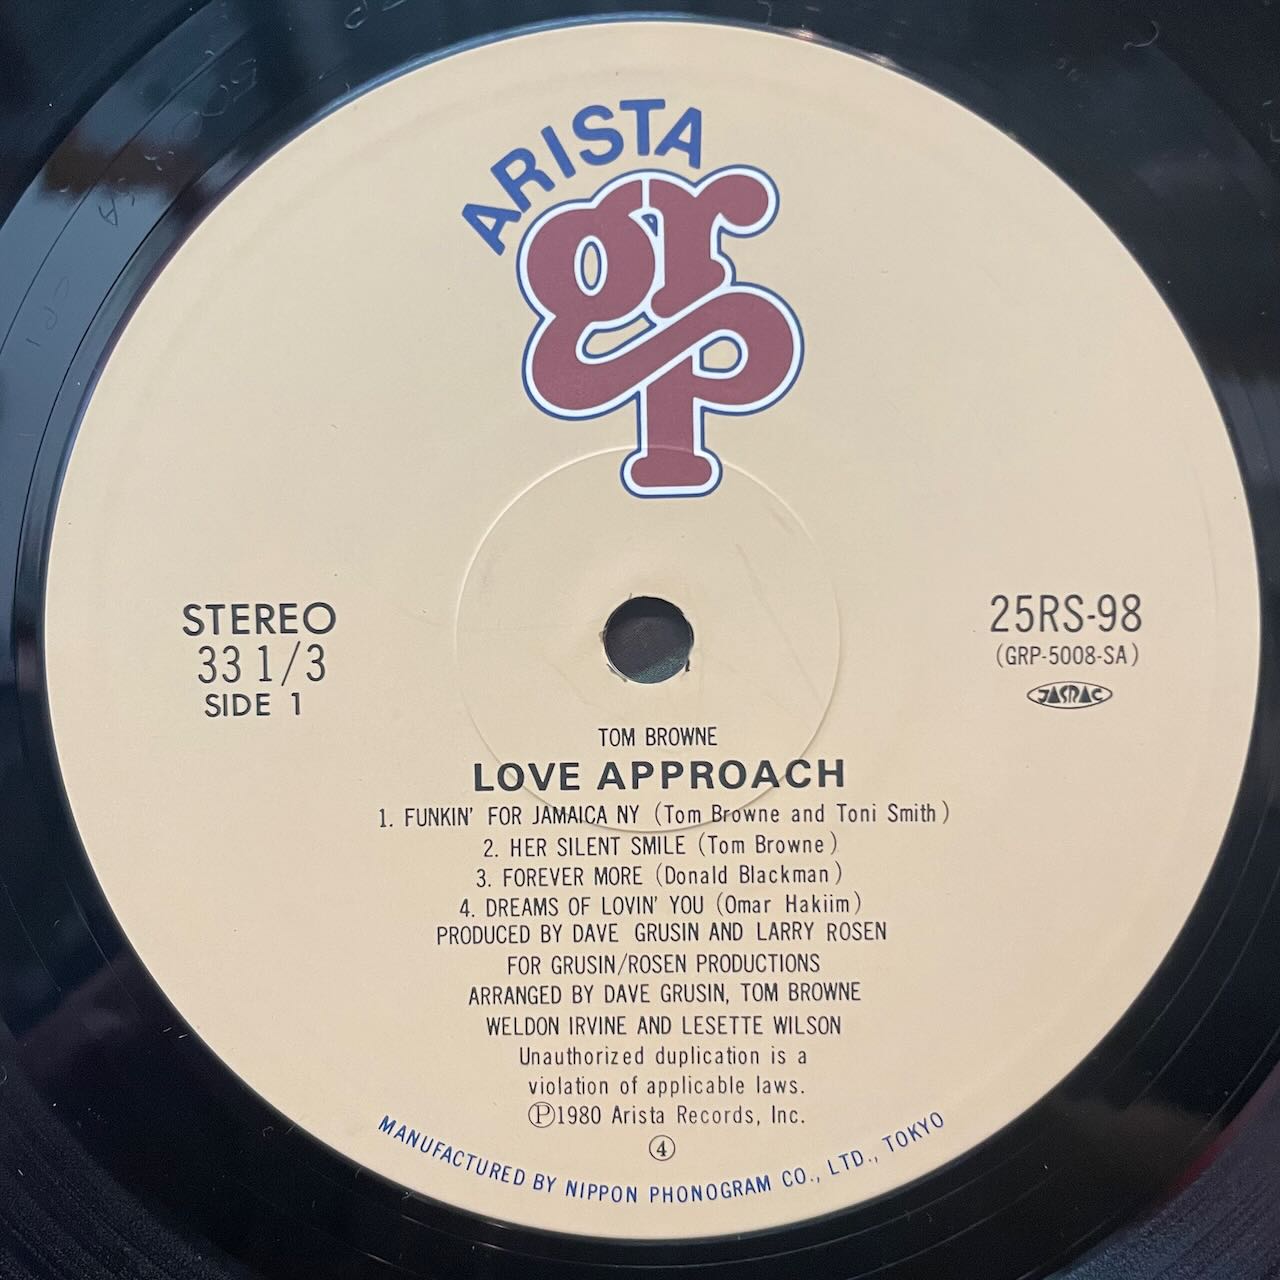 ARISTA
grp
STEREO
33 1/3
SIDE 1
25RS-98
(GRP-5008-SA)
JASRAC
TOM BROWNE
LOVE APPROACH
1. FUNKIN' FOR JAMAICA NY (Tom Browne and Toni Smith)
2. HER SILENT SMILE (Tom Browne)
3. FOREVER MORE (Donald Blackman)
4. DREAMS OF LOVIN' YOU (Omar Hakiim)
PRODUCED BY DAVE GRUSIN AND LARRY ROSEN
FOR GRUSIN/ROSEN PRODUCTIONS
ARRANGED BY DAVE GRUSIN, TOM BROWNE
WELDON IRVINE AND LESETTE WILSON
Unauthorized duplication is a
violation of applicable laws.
Ⓟ1980 Arista Records, Inc.
④
MANUFACTURED BY NIPPON PHONOGRAM CO., LTD., TOKYO